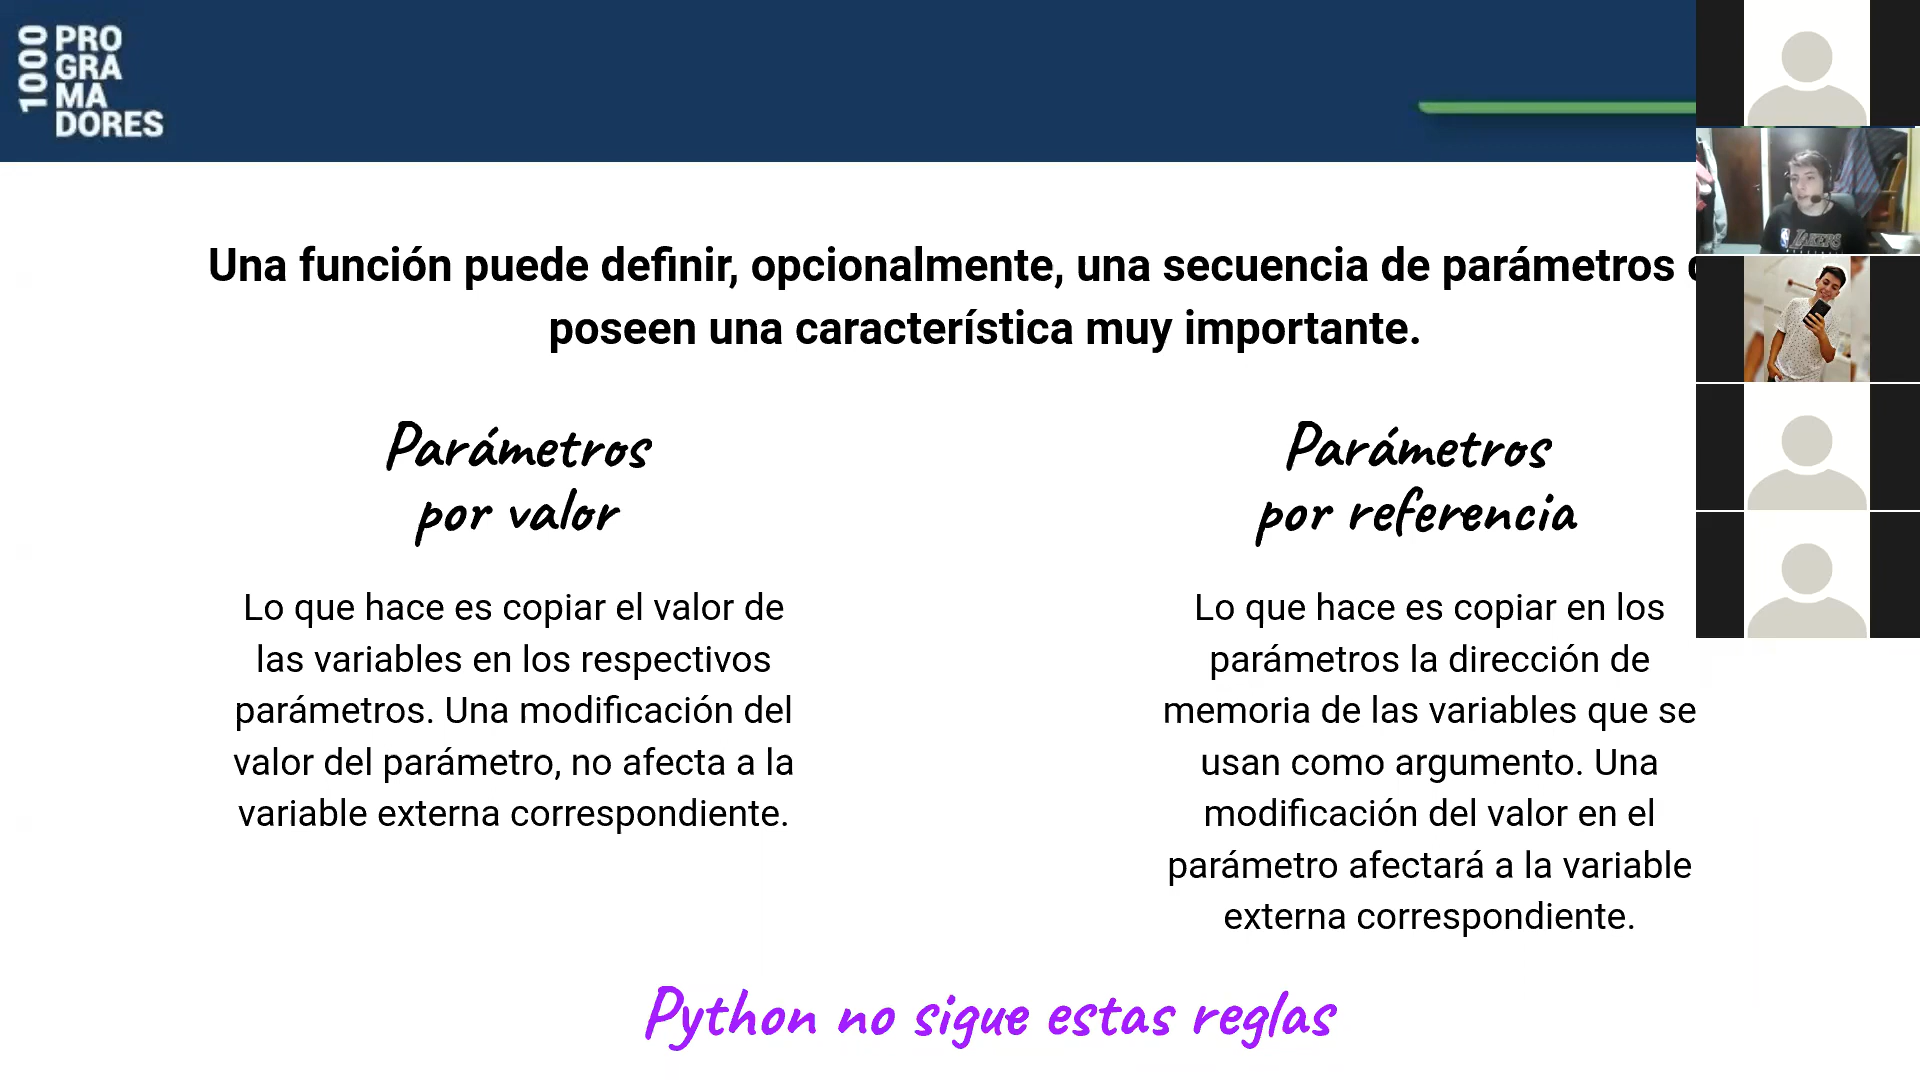 1000
PRO
GRA
MA
DORES
Una función puede definir, opcionalmente, una secuencia de parámetros
poseen una característica muy importante.
Parámetros
por valor
Lo que hace es copiar el valor de
las variables en los respectivos
parámetros. Una modificación del
valor del parámetro, no afecta a la
variable externa correspondiente.
Parámetros
por referencia
Lo que hace es copiar en los
parámetros la dirección de
memoria de las variables que se
usan como argumento. Una
modificación del valor en el
parámetro afectará a la variable
externa correspondiente.
Python no sigue estas reglas
LAKERS